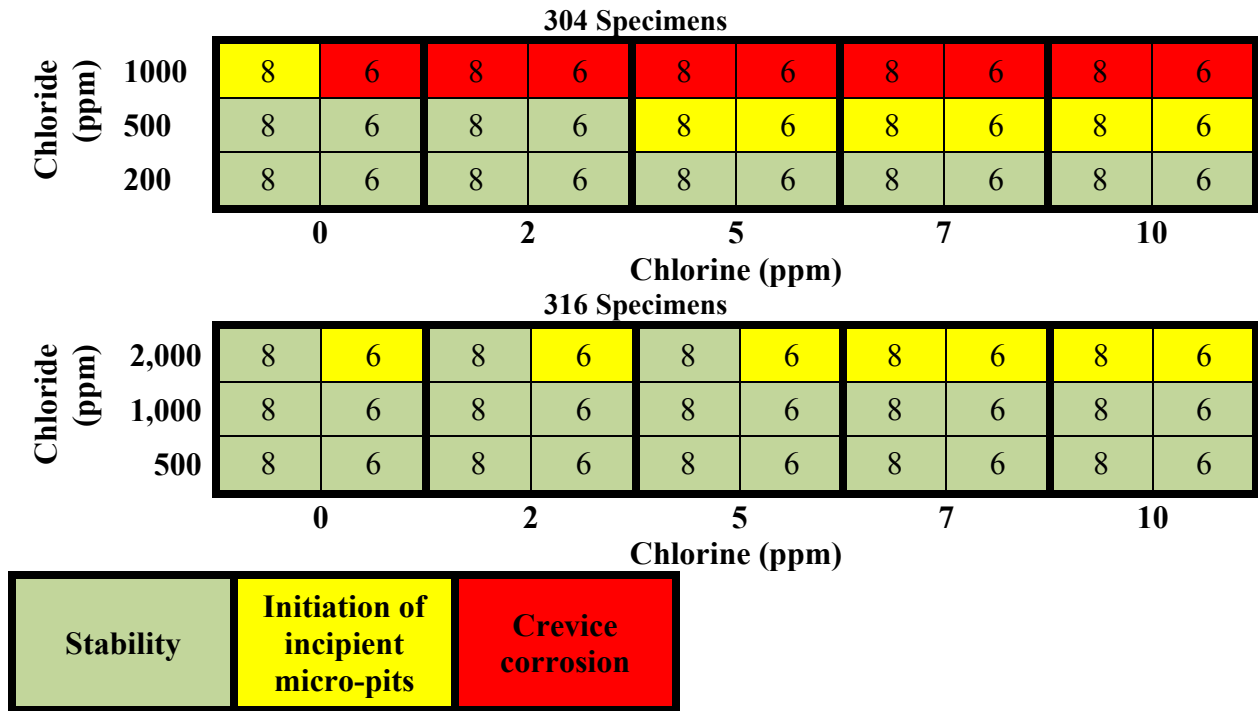 304 Specimens
Chloride
(ppm)
1000 8 6 8 6 8 6 8 6 8 6
500 8 6 8 6 8 6 8 6 8 6
200 8 6 8 6 8 6 8 6 8 6
0 2 5 7 10
Chlorine (ppm)
316 Specimens
Chloride
(ppm)
2,000 8 6 8 6 8 6 8 6 8 6
1,000 8 6 8 6 8 6 8 6 8 6
500 8 6 8 6 8 6 8 6 8 6
0 2 5 7 10
Chlorine (ppm)
Stability
Initiation of
incipient
micro-pits
Crevice
corrosion